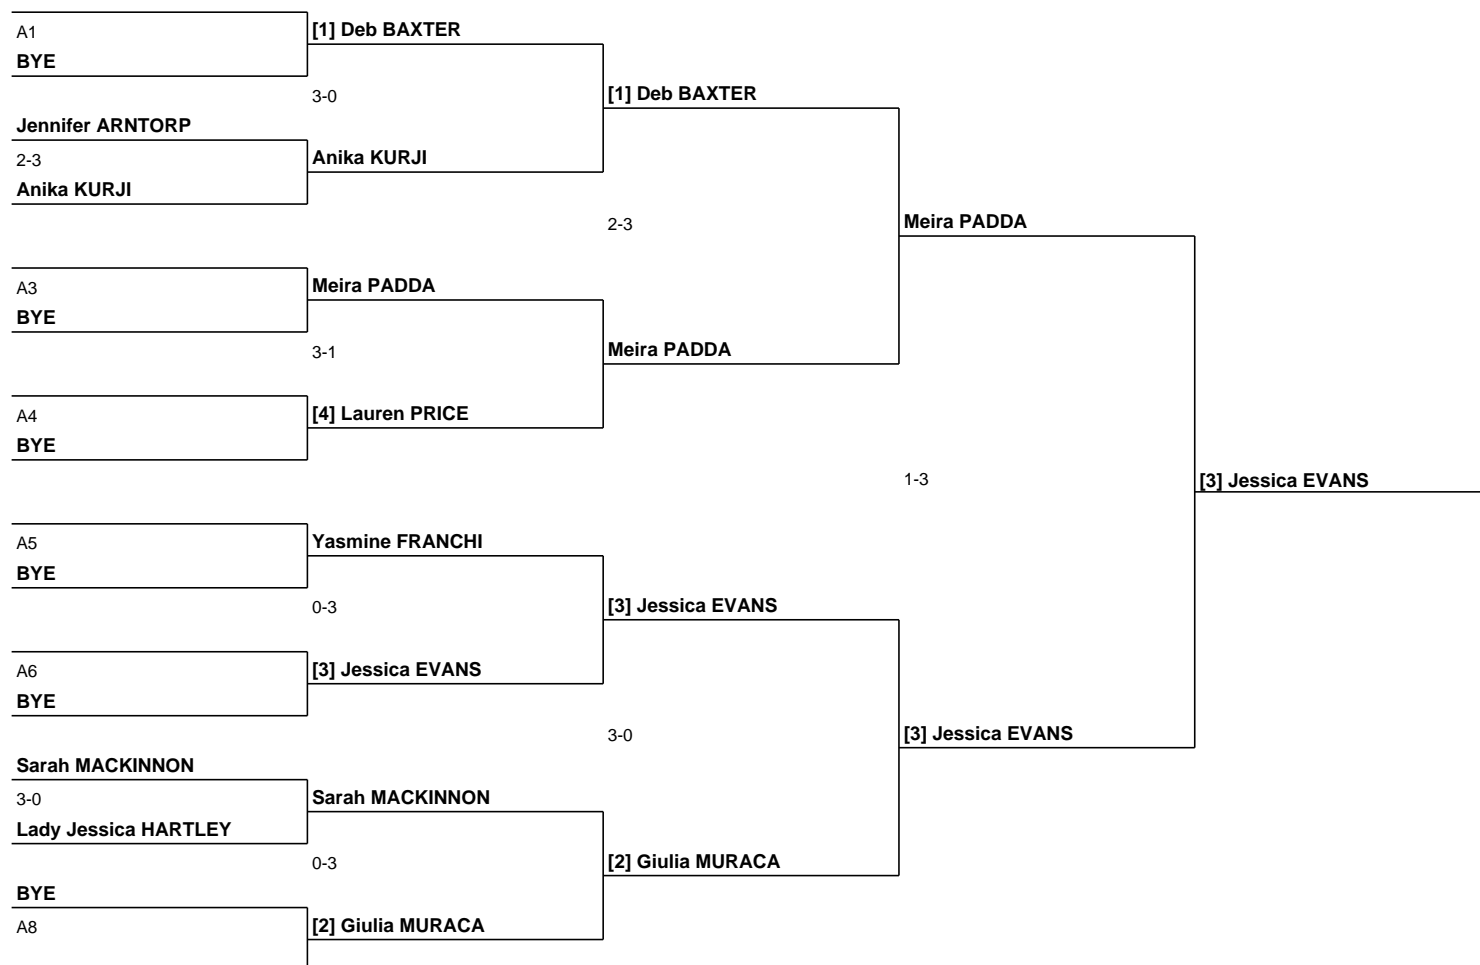 A1
BYE
[1] Deb BAXTER
3-0
Jennifer ARNTORP
2-3
Anika KURJI
Anika KURJI
[1] Deb BAXTER
2-3
A3
BYE
Meira PADDA
3-1
A4
BYE
[4] Lauren PRICE
Meira PADDA
Meira PADDA
1-3
[3] Jessica EVANS
A5
BYE
Yasmine FRANCHI
0-3
A6
BYE
[3] Jessica EVANS
[3] Jessica EVANS
3-0
[3] Jessica EVANS
Sarah MACKINNON
3-0
Lady Jessica HARTLEY
Sarah MACKINNON
0-3
BYE
A8
[2] Giulia MURACA
[2] Giulia MURACA